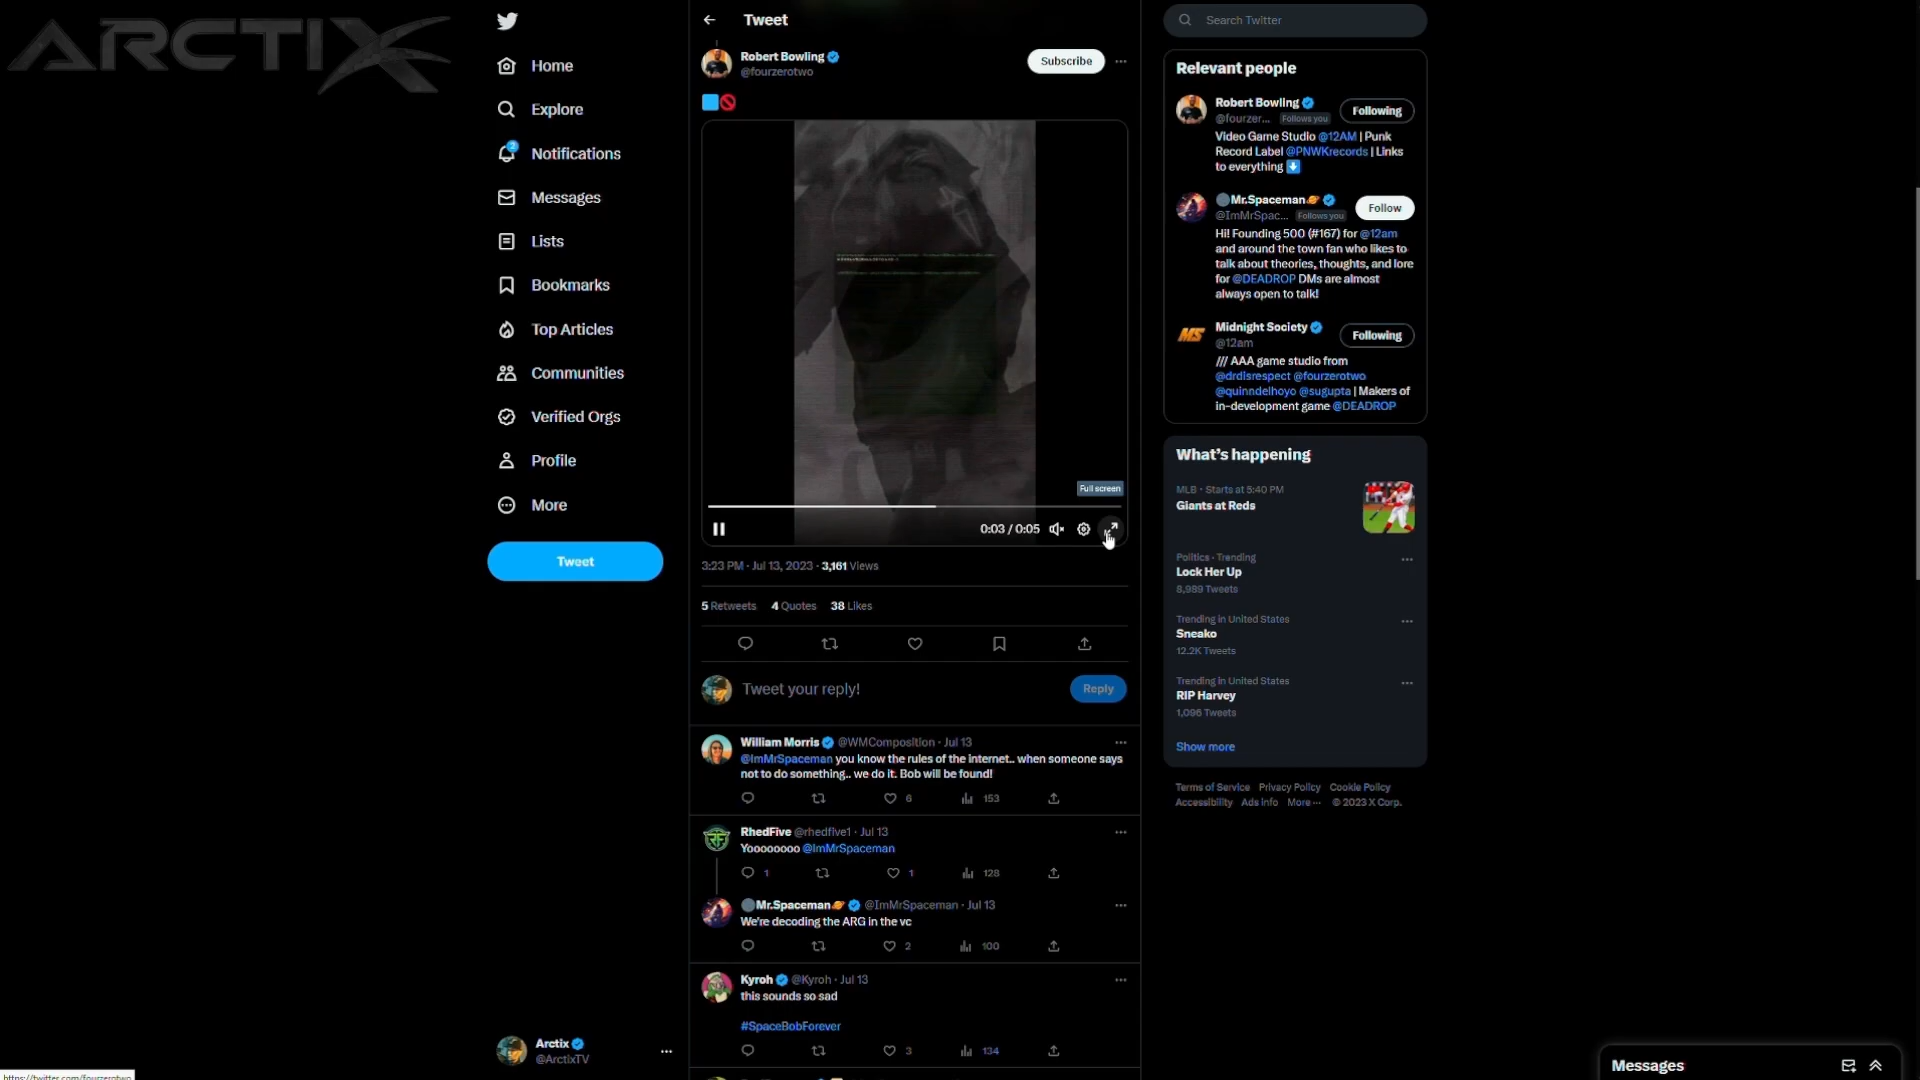 ARCTIX
Home
Explore
2
Notifications
Messages
Lists
Bookmarks
Top Articles
Communities
Verified Orgs
Profile
More
Tweet
Arctix
@ArctixTV
https://twitter.com/fourzerotwo
Tweet
Robert Bowling
@fourzerotwo
Subscribe
Full screen
0:03 / 0:05
3:23 PM · Jul 13, 2023 · 3,161 Views
5 Retweets 4 Quotes 38 Likes
Tweet your reply!
Reply
William Morris @WMComposition · Jul 13
@ImMrSpaceman you know the rules of the internet.. when someone says
not to do something.. we do it. Bob will be found!
6 153
RhedFive @rhedfive1 · Jul 13
Yoooooooo @ImMrSpaceman
1 1 128
Mr.Spaceman @ImMrSpaceman · Jul 13
We're decoding the ARG in the vc
2 100
Kyroh @Kyroh · Jul 13
this sounds so sad
#SpaceBobForever
3 134
Search Twitter
Relevant people
Robert Bowling
Following
@fourzer... Follows you
Video Game Studio @12AM | Punk
Record Label @PNWKrecords | Links
to everything
Mr.Spaceman
Follow
@ImMrSpac... Follows you
Hi! Founding 500 (#167) for @12am
and around the town fan who likes to
talk about theories, thoughts, and lore
for @DEADROP DMs are almost
always open to talk!
MS
Midnight Society
Following
@12am
/// AAA game studio from
@drdisrespect @fourzerotwo
@quinndelhoyo @sugupta | Makers of
in-development game @DEADROP
What's happening
MLB · Starts at 5:40 PM
Giants at Reds
Politics · Trending
Lock Her Up
8,989 Tweets
Trending in United States
Sneako
12.2K Tweets
Trending in United States
RIP Harvey
1,096 Tweets
Show more
Terms of Service Privacy Policy Cookie Policy
Accessibility Ads info More ··· © 2023 X Corp.
Messages